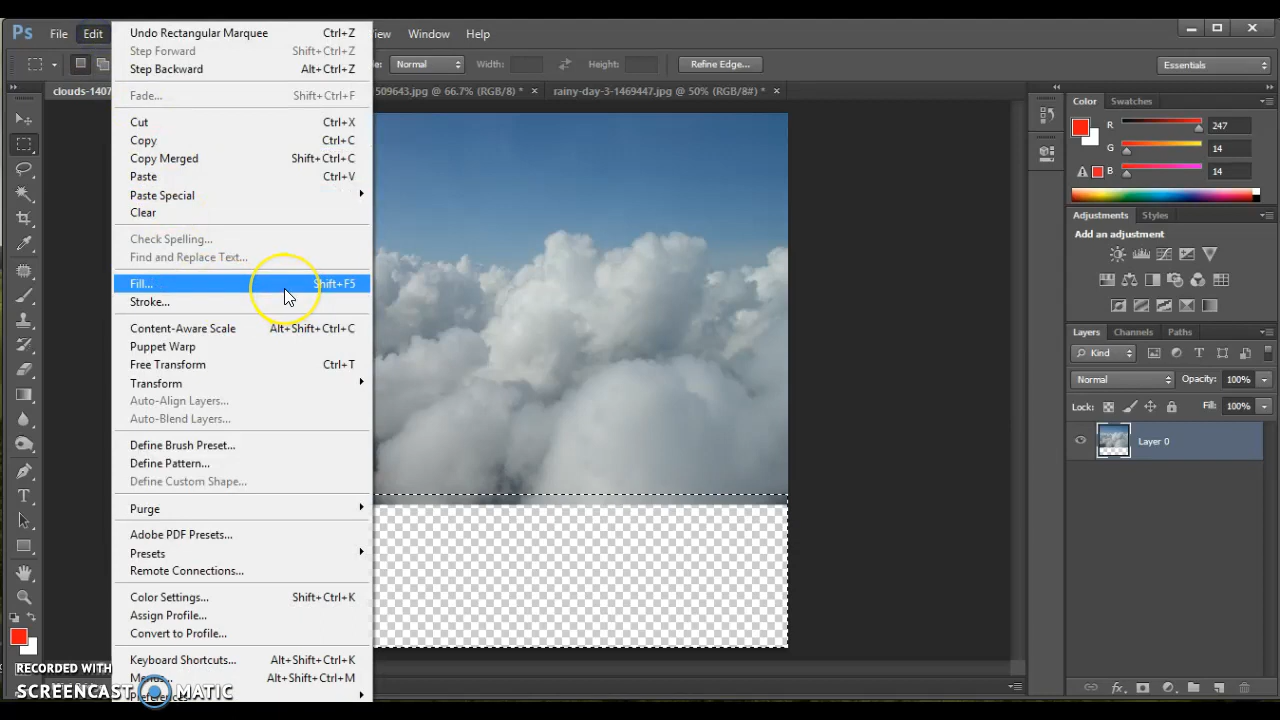 Ps File Edit View Window Help
Normal Width: Height: Refine Edge... Essentials
clouds-1407 509643.jpg @ 66.7% (RGB/8) * × rainy-day-3-1469447.jpg @ 50% (RGB/8#) * ×
Undo Rectangular Marquee Ctrl+Z
Step Forward Shift+Ctrl+Z
Step Backward Alt+Ctrl+Z
Fade... Shift+Ctrl+F
Cut Ctrl+X
Copy Ctrl+C
Copy Merged Shift+Ctrl+C
Paste Ctrl+V
Paste Special
Clear
Check Spelling...
Find and Replace Text...
Fill... Shift+F5
Stroke...
Content-Aware Scale Alt+Shift+Ctrl+C
Puppet Warp
Free Transform Ctrl+T
Transform
Auto-Align Layers...
Auto-Blend Layers...
Define Brush Preset...
Define Pattern...
Define Custom Shape...
Purge
Adobe PDF Presets...
Presets
Remote Connections...
Color Settings... Shift+Ctrl+K
Assign Profile...
Convert to Profile...
Keyboard Shortcuts... Alt+Shift+Ctrl+K
Menus... Alt+Shift+Ctrl+M
Preferences
Color Swatches
R 247
G 14
B 14
Adjustments Styles
Add an adjustment
Layers Channels Paths
Kind
Normal Opacity: 100%
Lock: Fill: 100%
Layer 0
RECORDED WITH
SCREENCAST MATIC